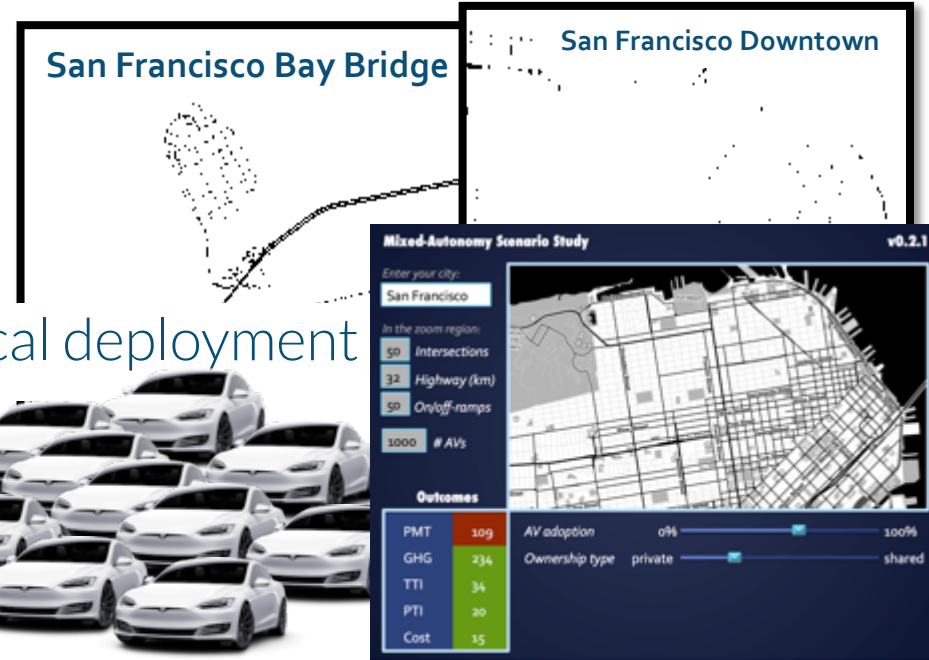 San Francisco Bay Bridge
San Francisco Downtown
cal deployment
Mixed-Autonomy Scenario Study
v0.2.1
Enter your city:
San Francisco
In the zoom region:
50 Intersections
32 Highway (km)
50 On/off-ramps
1000 # AVs
Outcomes
PMT 109
GHG 234
TTI 34
PTI 20
Cost 15
AV adoption 0% 100%
Ownership type private shared